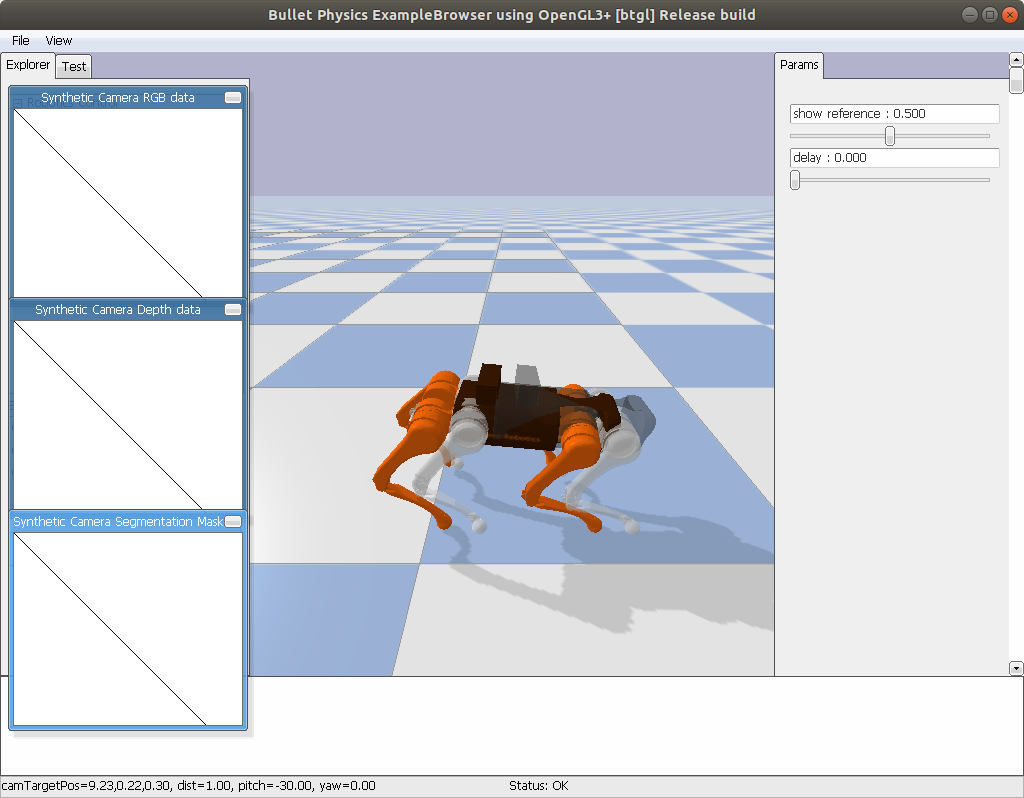 Bullet Physics ExampleBrowser using OpenGL3+ [btgl] Release build
File View
Explorer Test
Params
Synthetic Camera RGB data
show reference : 0.500
delay : 0.000
Synthetic Camera Depth data
Robotics
Synthetic Camera Segmentation Mask
camTargetPos=9.23,0.22,0.30, dist=1.00, pitch=-30.00, yaw=0.00
Status: OK